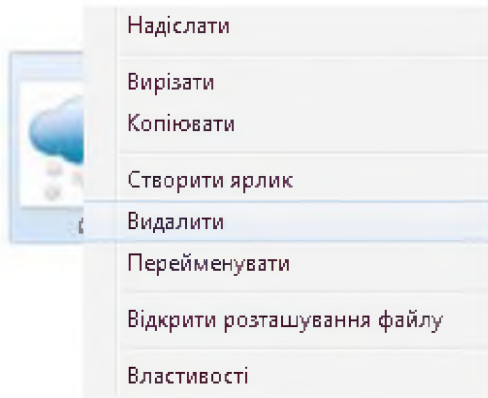 Надіслати
Вирізати
Копіювати
Створити ярлик
Видалити
Перейменувати
Відкрити розташування файлу
Властивості